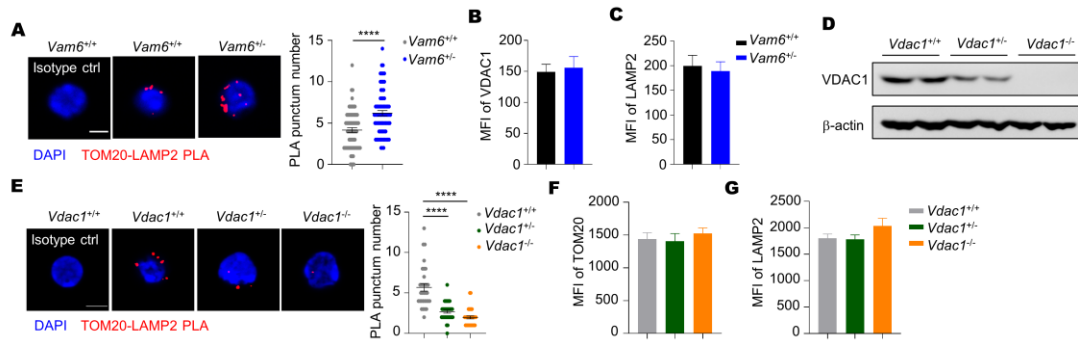 A
Vam6+/+ Vam6+/+ Vam6+/-
Isotype ctrl
DAPI TOM20-LAMP2 PLA
PLA punctum number
15
10
5
0
****
Vam6+/+
Vam6+/-
B
MFI of VDAC1
250
200
150
100
50
0
C
MFI of LAMP2
250
200
150
100
50
0
Vam6+/+
Vam6+/-
D
Vdac1+/+ Vdac1+/- Vdac1-/-
VDAC1
β-actin
E
Vdac1+/+ Vdac1+/+ Vdac1+/- Vdac1-/-
Isotype ctrl
DAPI TOM20-LAMP2 PLA
PLA punctum number
15
10
5
0
****
****
Vdac1+/+
Vdac1+/-
Vdac1-/-
F
MFI of TOM20
2000
1500
1000
500
0
G
MFI of LAMP2
2500
2000
1500
1000
500
0
Vdac1+/+
Vdac1+/-
Vdac1-/-